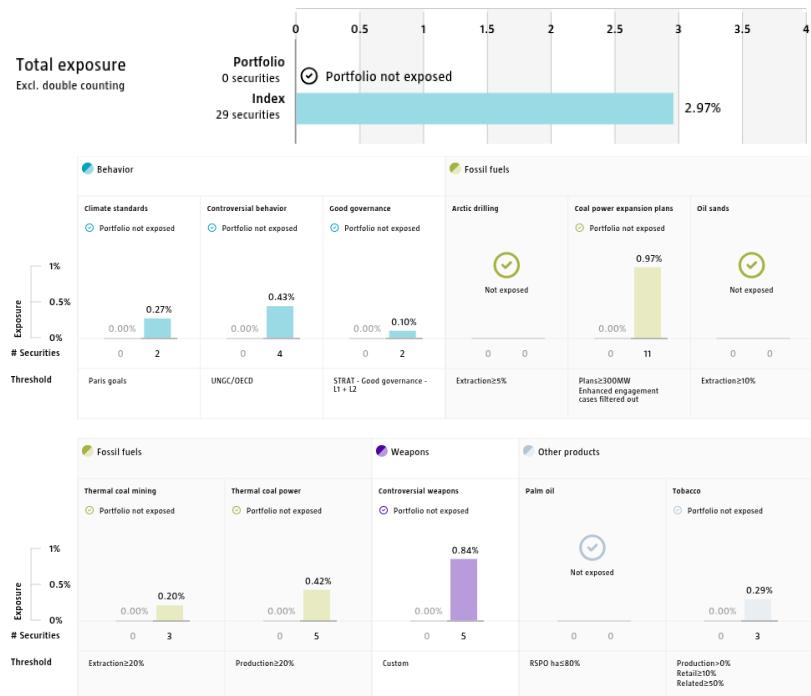 0 0.5 1 1.5 2 2.5 3 3.5 4
Total exposure
Excl. double counting
Portfolio
0 securities
Portfolio not exposed
Index
29 securities
2.97%
Behavior
Fossil fuels
Climate standards
Controversial behavior
Good governance
Arctic drilling
Coal power expansion plans
Oil sands
Portfolio not exposed
Portfolio not exposed
Portfolio not exposed
Portfolio not exposed
Exposure
1%
0.5%
0%
0.00% 0.27%
0.00% 0.43%
0.00% 0.10%
Not exposed
0.00% 0.97%
Not exposed
# Securities
0 2
0 4
0 2
0 0
0 11
0 0
Threshold
Paris goals
UNGC/OECD
STRAT - Good governance -
L1 + L2
Extraction≥5%
Plans≥300MW
Enhanced engagement
cases filtered out
Extraction≥10%
Fossil fuels
Weapons
Other products
Thermal coal mining
Thermal coal power
Controversial weapons
Palm oil
Tobacco
Portfolio not exposed
Portfolio not exposed
Portfolio not exposed
Portfolio not exposed
Exposure
1%
0.5%
0%
0.00% 0.20%
0.00% 0.42%
0.00% 0.84%
Not exposed
0.00% 0.29%
# Securities
0 3
0 5
0 5
0 0
0 3
Threshold
Extraction≥20%
Production≥20%
Custom
RSPO ha≤80%
Production>0%
Retail≥10%
Related≥50%